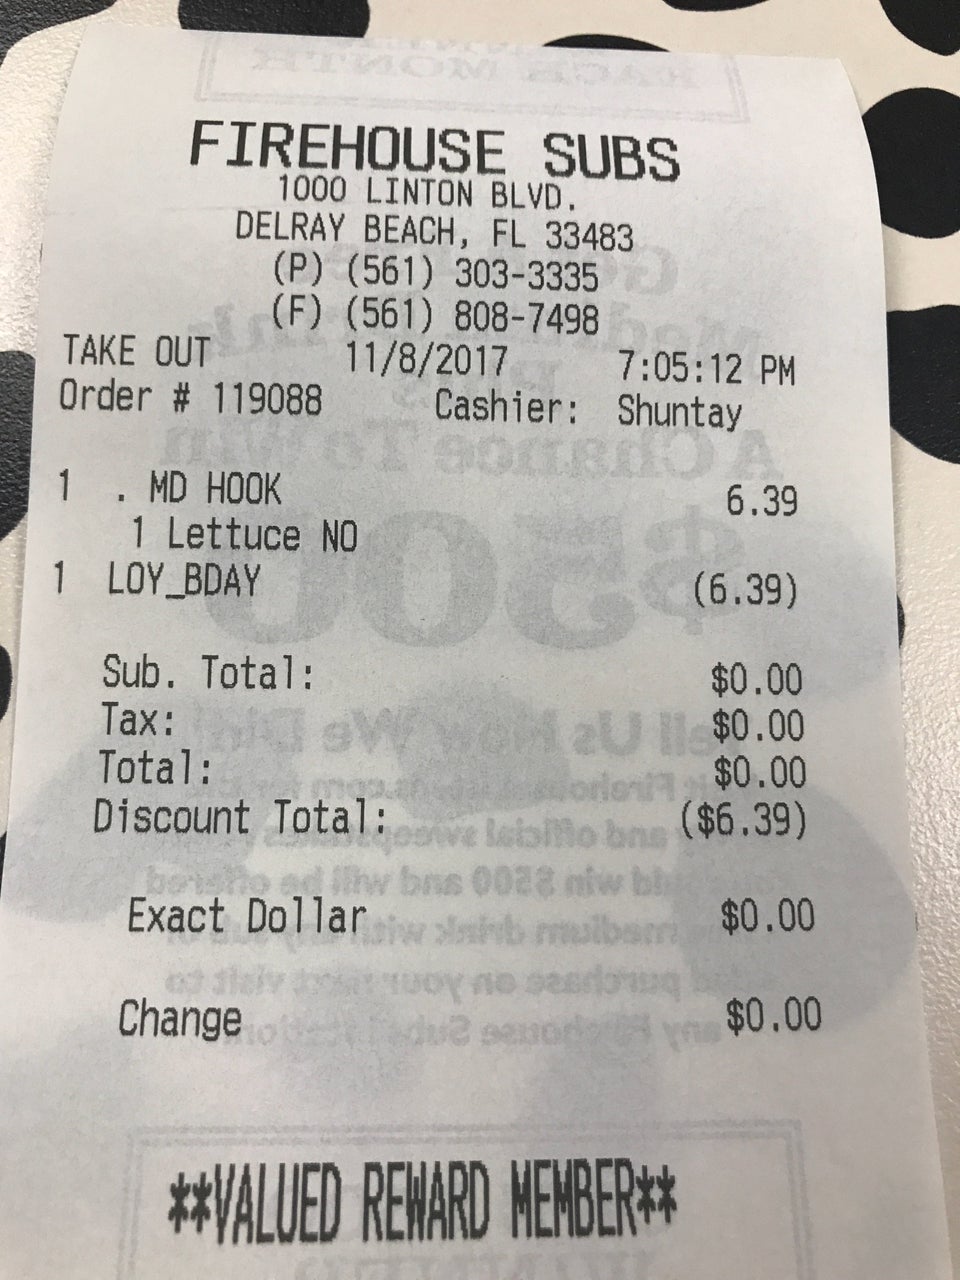 FIREHOUSE SUBS
1000 LINTON BLVD.
DELRAY BEACH, FL 33483
(P) (561) 303-3335
(F) (561) 808-7498
TAKE OUT 11/8/2017 7:05:12 PM
Order # 119088 Cashier: Shuntay
1 . MD HOOK 6.39
1 Lettuce NO
1 LOY_BDAY (6.39)
Sub. Total: $0.00
Tax: $0.00
Total: $0.00
Discount Total: ($6.39)
Exact Dollar $0.00
Change $0.00
**VALUED REWARD MEMBER**